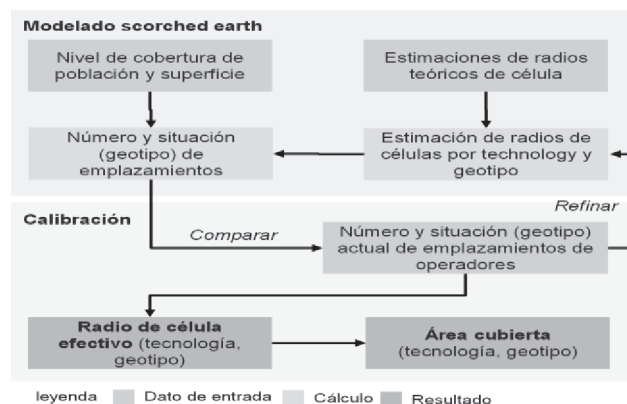 Modelado scorched earth
Nivel de cobertura de
población y superficie
Estimaciones de radios
teóricos de célula
Número y situación
(geotipo) de
emplazamientos
Estimación de radios de
células por technology y
geotipo
Refinar
Calibración
Comparar
Número y situación (geotipo)
actual de emplazamientos de
operadores
Radio de célula
efectivo (tecnología,
geotipo)
Área cubierta
(tecnología, geotipo)
leyenda Dato de entrada Cálculo Resultado